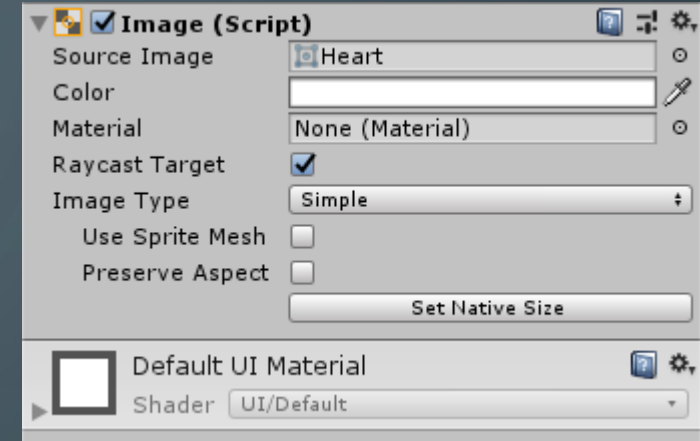 Image (Script)
Source Image Heart
Color
Material None (Material)
Raycast Target
Image Type Simple
Use Sprite Mesh
Preserve Aspect
Set Native Size
Default UI Material
Shader UI/Default